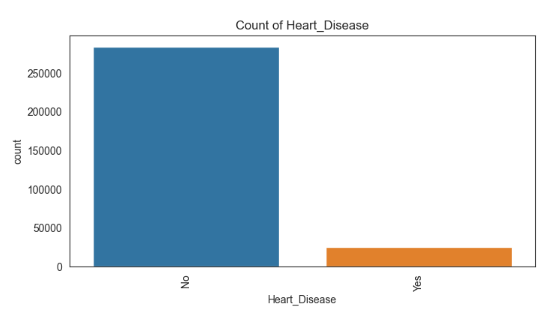 Count of Heart_Disease
250000
200000
150000
100000
50000
0
count
No
Yes
Heart_Disease